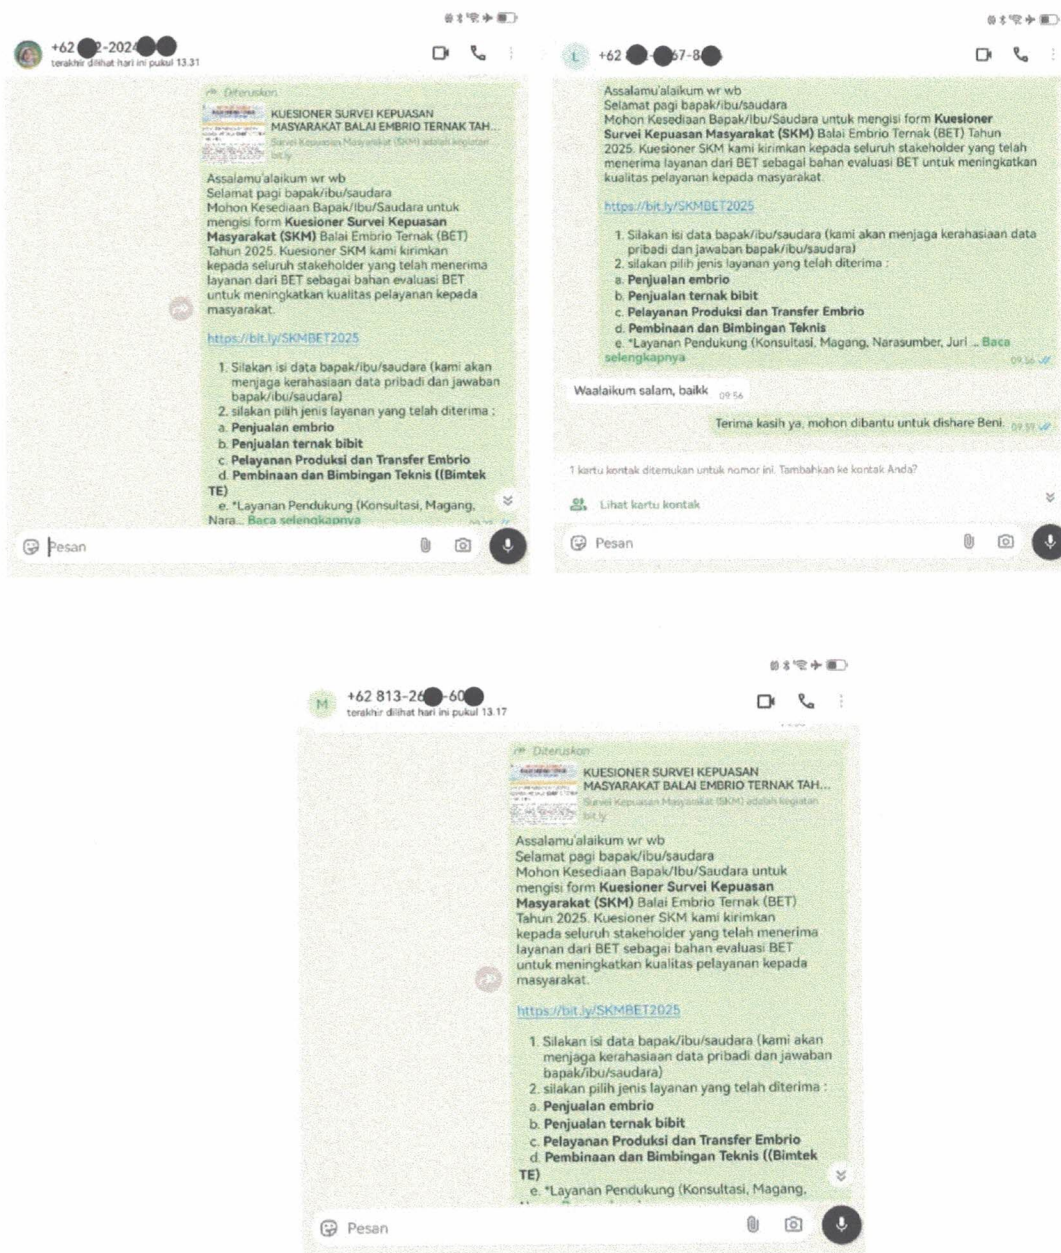 +62 2-2024
terakhir dilihat hari ini pukul 13.31
Diteruskan
KUESIONER SURVEI KEPUASAN
MASYARAKAT BALAI EMBRIO TERNAK TAH...
Survei Kepuasan Masyarakat (SKM) adalah kegiatan
bit.ly
Assalamu'alaikum wr wb
Selamat pagi bapak/ibu/saudara
Mohon Kesediaan Bapak/Ibu/Saudara untuk
mengisi form Kuesioner Survei Kepuasan
Masyarakat (SKM) Balai Embrio Ternak (BET)
Tahun 2025. Kuesioner SKM kami kirimkan
kepada seluruh stakeholder yang telah menerima
layanan dari BET sebagai bahan evaluasi BET
untuk meningkatkan kualitas pelayanan kepada
masyarakat.
https://bit.ly/SKMBET2025
1. Silakan isi data bapak/ibu/saudara (kami akan
menjaga kerahasiaan data pribadi dan jawaban
bapak/ibu/saudara)
2. silakan pilih jenis layanan yang telah diterima :
a. Penjualan embrio
b. Penjualan ternak bibit
c. Pelayanan Produksi dan Transfer Embrio
d. Pembinaan dan Bimbingan Teknis ((Bimtek
TE)
e. *Layanan Pendukung (Konsultasi, Magang,
Nara... Baca selengkapnya
Pesan
L
+62 67-8
Assalamu'alaikum wr wb
Selamat pagi bapak/ibu/saudara
Mohon Kesediaan Bapak/Ibu/Saudara untuk mengisi form Kuesioner
Survei Kepuasan Masyarakat (SKM) Balai Embrio Ternak (BET) Tahun
2025. Kuesioner SKM kami kirimkan kepada seluruh stakeholder yang telah
menerima layanan dari BET sebagai bahan evaluasi BET untuk meningkatkan
kualitas pelayanan kepada masyarakat.
https://bit.ly/SKMBET2025
1. Silakan isi data bapak/ibu/saudara (kami akan menjaga kerahasiaan data
pribadi dan jawaban bapak/ibu/saudara)
2. silakan pilih jenis layanan yang telah diterima :
a. Penjualan embrio
b. Penjualan ternak bibit
c. Pelayanan Produksi dan Transfer Embrio
d. Pembinaan dan Bimbingan Teknis
e. *Layanan Pendukung (Konsultasi, Magang, Narasumber, Juri ... Baca
selengkapnya 09.56
Waalaikum salam, baikk 09.56
Terima kasih ya, mohon dibantu untuk dishare Beni. 09.59
1 kartu kontak ditemukan untuk nomor ini. Tambahkan ke kontak Anda?
Lihat kartu kontak
Pesan
M
+62 813-26 -60
terakhir dilihat hari ini pukul 13.17
Diteruskan
KUESIONER SURVEI KEPUASAN
MASYARAKAT BALAI EMBRIO TERNAK TAH...
Survei Kepuasan Masyarakat (SKM) adalah kegiatan
bit.ly
Assalamu'alaikum wr wb
Selamat pagi bapak/ibu/saudara
Mohon Kesediaan Bapak/Ibu/Saudara untuk
mengisi form Kuesioner Survei Kepuasan
Masyarakat (SKM) Balai Embrio Ternak (BET)
Tahun 2025. Kuesioner SKM kami kirimkan
kepada seluruh stakeholder yang telah menerima
layanan dari BET sebagai bahan evaluasi BET
untuk meningkatkan kualitas pelayanan kepada
masyarakat.
https://bit.ly/SKMBET2025
1. Silakan isi data bapak/ibu/saudara (kami akan
menjaga kerahasiaan data pribadi dan jawaban
bapak/ibu/saudara)
2. silakan pilih jenis layanan yang telah diterima :
a. Penjualan embrio
b. Penjualan ternak bibit
c. Pelayanan Produksi dan Transfer Embrio
d. Pembinaan dan Bimbingan Teknis ((Bimtek
TE)
e. *Layanan Pendukung (Konsultasi, Magang,
Pesan